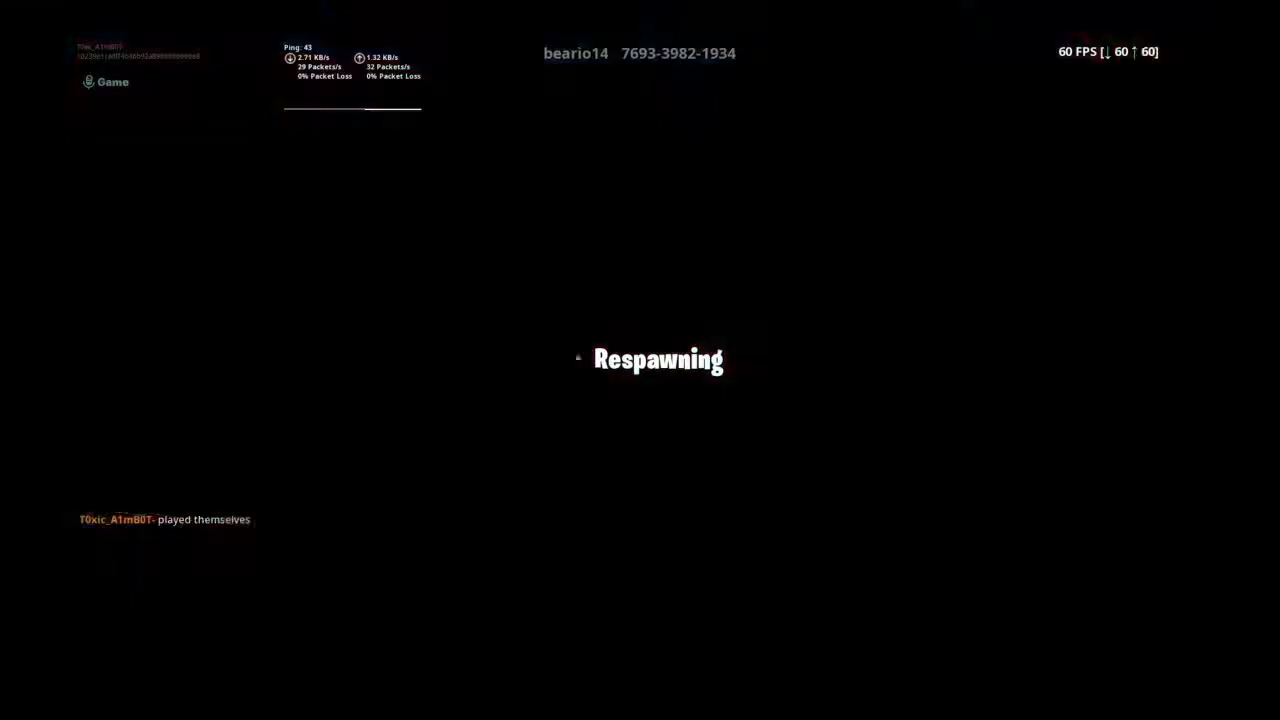 T0xic_A1mB0T-
Game
Ping: 43
2.71 KB/s
29 Packets/s
0% Packet Loss
1.32 KB/s
32 Packets/s
0% Packet Loss
beario14 7693-3982-1934
60 FPS [↓ 60 ↑ 60]
Respawning
T0xic_A1mB0T- played themselves